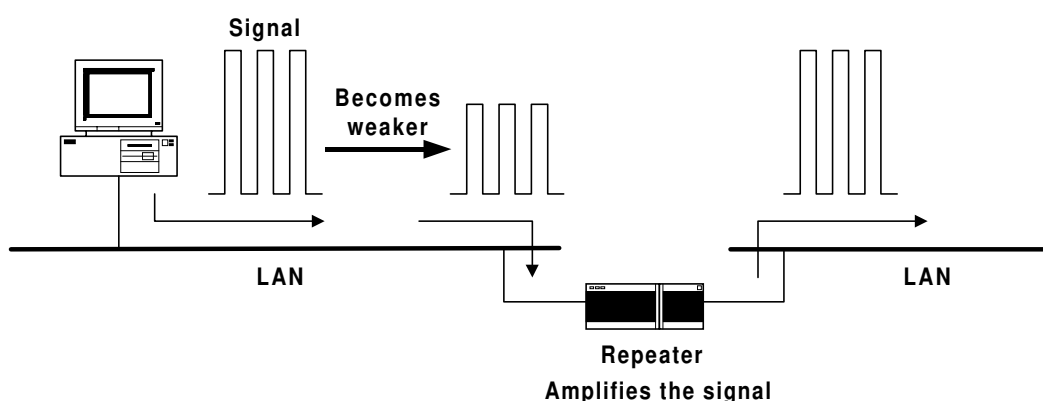 Signal
Becomes
weaker
LAN
LAN
Repeater
Amplifies the signal